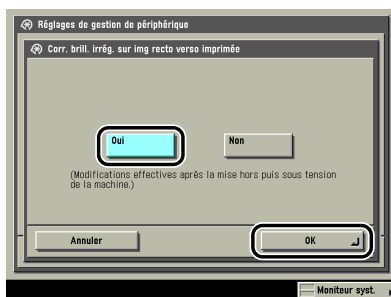 Réglages de gestion de périphérique
Corr. brill. irrég. sur img recto verso imprimée
Oui
Non
(Modifications effectives après la mise hors puis sous tension
de la machine.)
Annuler
OK
Moniteur syst.